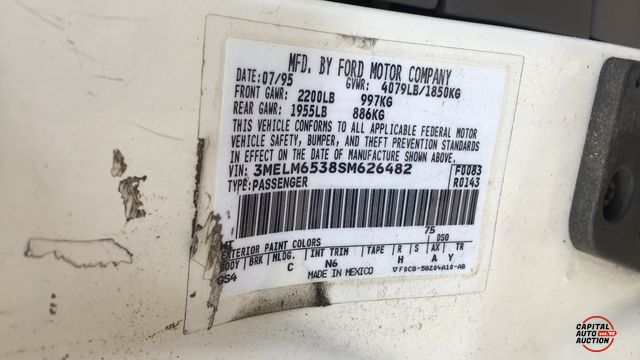 MFD. BY FORD MOTOR COMPANY
DATE: 07/95 GVWR: 4079LB/1850KG
FRONT GAWR: 2200LB 997KG
REAR GAWR: 1955LB 886KG
THIS VEHICLE CONFORMS TO ALL APPLICABLE FEDERAL MOTOR
VEHICLE SAFETY, BUMPER, AND THEFT PREVENTION STANDARDS
IN EFFECT ON THE DATE OF MANUFACTURE SHOWN ABOVE.
VIN: 3MELM6538SM626482 F0083
TYPE: PASSENGER R0143
75
DSO
EXTERIOR PAINT COLORS
BODY BRK MLDG. INT TRIM TAPE R S AX TR
GS4 C N6 H A Y
MADE IN MEXICO ▽F0CB-50204A10-AB
CAPITAL
AUTO
AUCTION